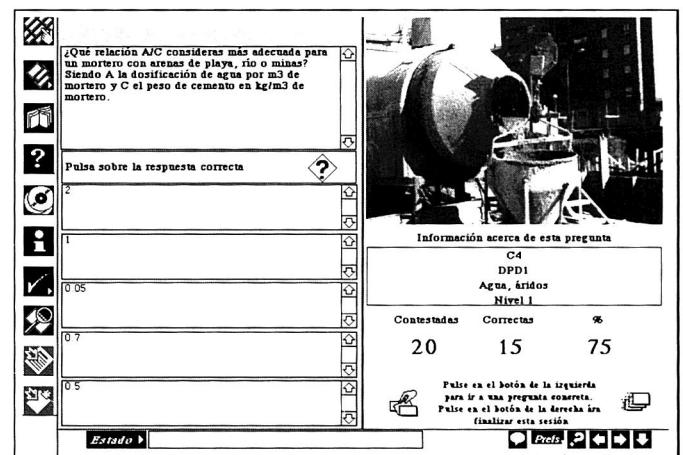 ¿Qué relación A/C consideras más adecuada para
un mortero con arenas de playa, río o minas?
Siendo A la dosificación de agua por m3 de
mortero y C el peso de cemento en kg/m3 de
mortero.
Pulsa sobre la respuesta correcta
2
1
0 05
0 7
0 5
Información acerca de esta pregunta
C4
DPD1
Agua, áridos
Nivel 1
Contestadas Correctas %
20 15 75
Pulse en el botón de la izquierda
para ir a una pregunta concreta.
Pulse en el botón de la derecha ára
finalizar esta sesión
Estado
Prefs.